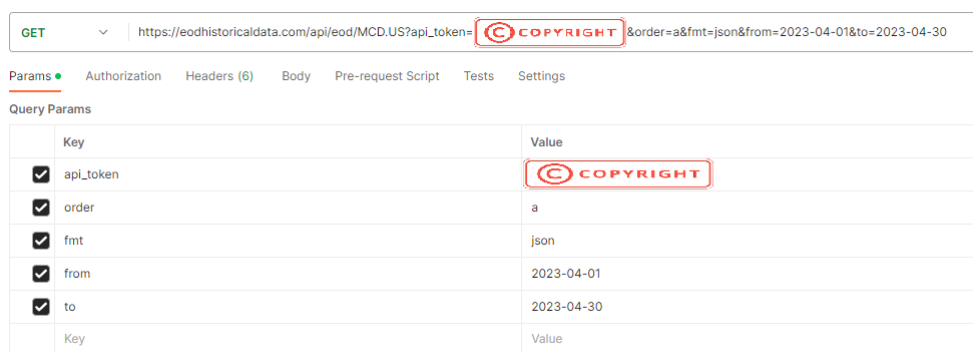 GET https://eodhistoricaldata.com/api/eod/MCD.US?api_token= © COPYRIGHT &order=a&fmt=json&from=2023-04-01&to=2023-04-30
Params Authorization Headers (6) Body Pre-request Script Tests Settings
Query Params
Key Value
api_token © COPYRIGHT
order a
fmt json
from 2023-04-01
to 2023-04-30
Key Value